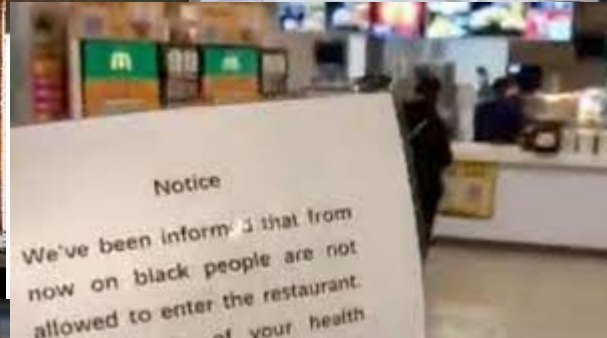 Notice
We've been informed that from
now on black people are not
allowed to enter the restaurant.
of your health